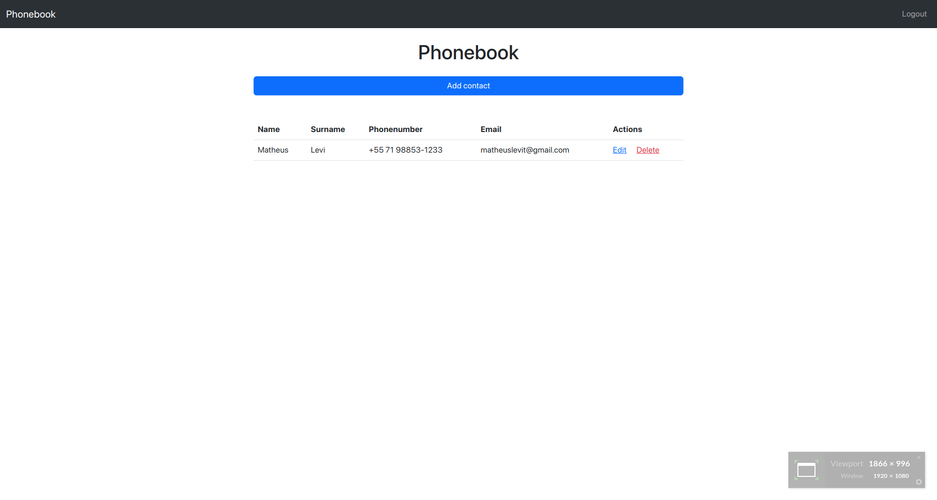 Phonebook Logout
Phonebook
Add contact
Name Surname Phonenumber Email Actions
Matheus Levi +55 71 98853-1233 matheuslevit@gmail.com Edit Delete
Viewport 1866 × 996
Window 1920 × 1080